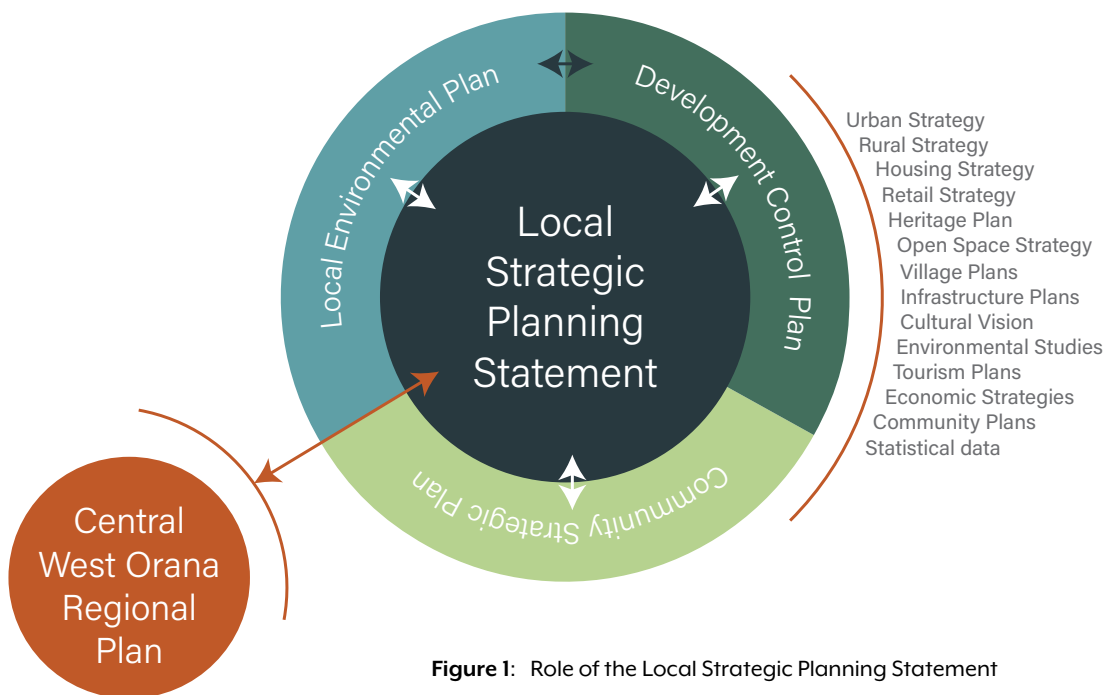 Local Environmental Plan
Development Control Plan
Community Strategic Plan
Local
Strategic
Planning
Statement
Urban Strategy
Rural Strategy
Housing Strategy
Retail Strategy
Heritage Plan
Open Space Strategy
Village Plans
Infrastructure Plans
Cultural Vision
Environmental Studies
Tourism Plans
Economic Strategies
Community Plans
Statistical data
Central
West Orana
Regional
Plan
Figure 1: Role of the Local Strategic Planning Statement